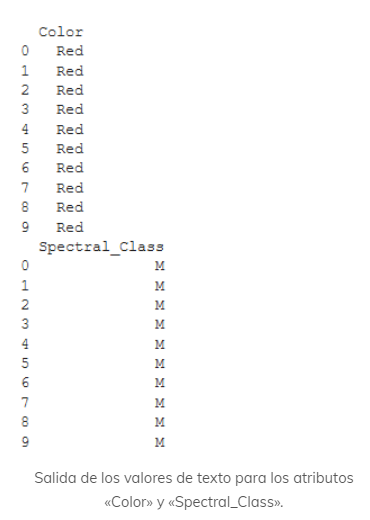 Color
0 Red
1 Red
2 Red
3 Red
4 Red
5 Red
6 Red
7 Red
8 Red
9 Red
Spectral_Class
0 M
1 M
2 M
3 M
4 M
5 M
6 M
7 M
8 M
9 M
Salida de los valores de texto para los atributos
«Color» y «Spectral_Class».